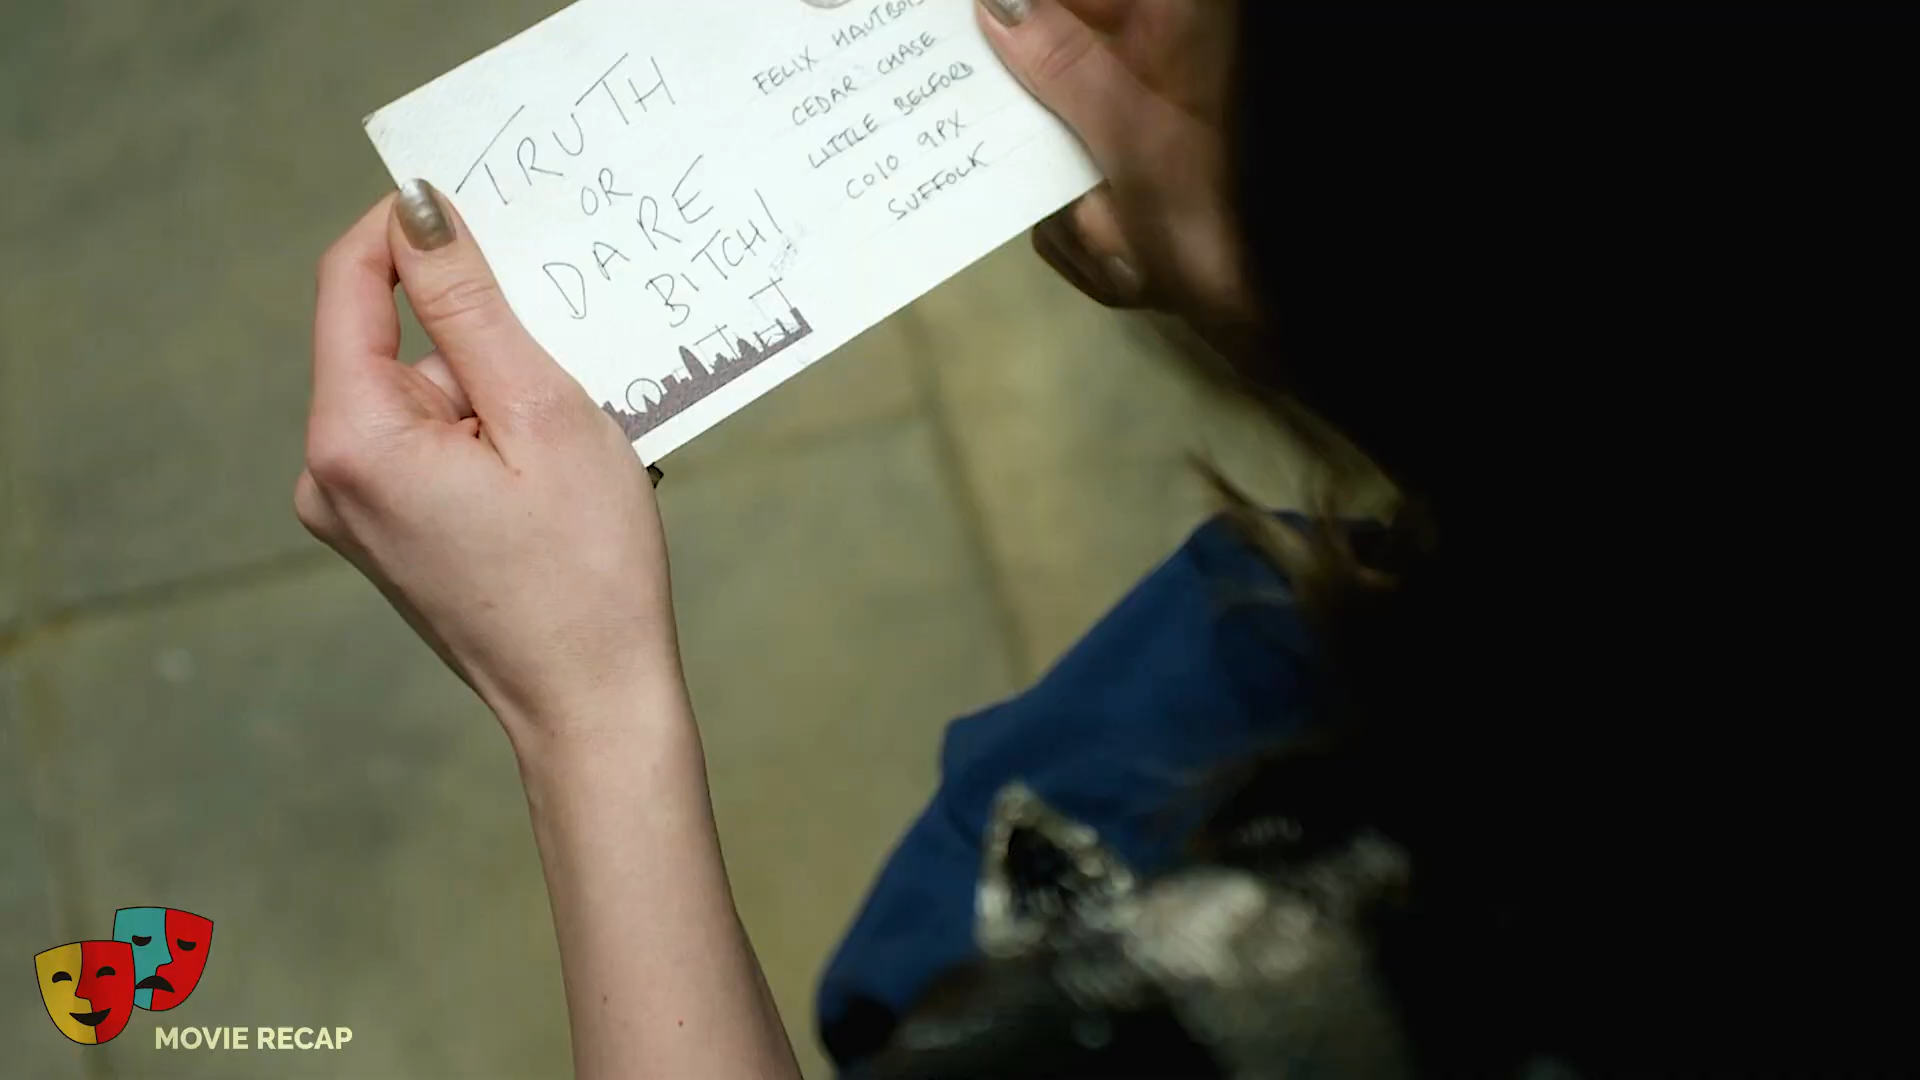 TRUTH
OR
DARE
BITCH!
FELIX HAUTBOIS
CEDAR CHASE
LITTLE BELFORD
CO10 9PX
SUFFOLK
MOVIE RECAP